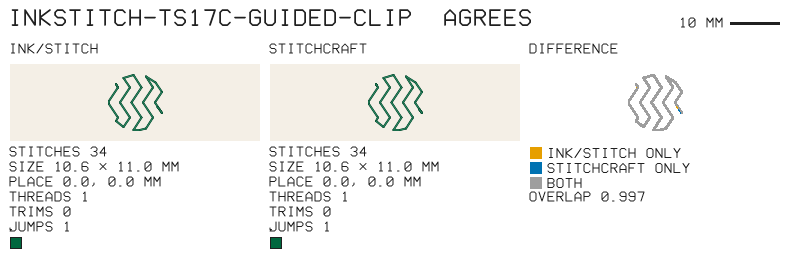 INKSTITCH-TS17C-GUIDED-CLIP AGREES
10 MM
INK/STITCH
STITCHCRAFT
DIFFERENCE
STITCHES 34
SIZE 10.6 × 11.0 MM
PLACE 0.0, 0.0 MM
THREADS 1
TRIMS 0
JUMPS 1
STITCHES 34
SIZE 10.6 × 11.0 MM
PLACE 0.0, 0.0 MM
THREADS 1
TRIMS 0
JUMPS 1
INK/STITCH ONLY
STITCHCRAFT ONLY
BOTH
OVERLAP 0.997